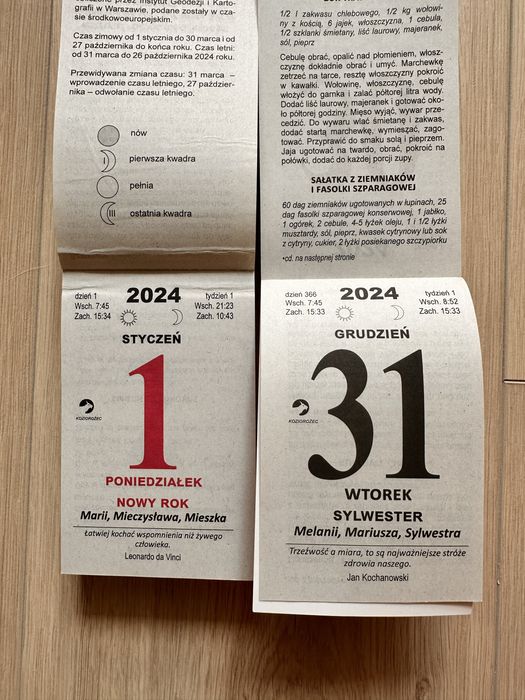 przez Instytut Geodezji i Karto-
grafii w Warszawie, podane zostały w cza-
sie środkowoeuropejskim.
Czas zimowy od 1 stycznia do 30 marca i od
27 października do końca roku. Czas letni:
od 31 marca do 26 października 2024 roku.
Przewidywana zmiana czasu: 31 marca –
wprowadzenie czasu letniego, 27 paździer-
nika – odwołanie czasu letniego.
nów
pierwsza kwadra
pełnia
ostatnia kwadra
dzień 1
Wsch. 7:45
Zach. 15:34
2024
tydzień 1
Wsch. 21:23
Zach. 10:43
STYCZEŃ
1
KOZIOROŻEC
PONIEDZIAŁEK
NOWY ROK
Marii, Mieczysława, Mieszka
Łatwiej kochać wspomnienia niż żywego
człowieka.
Leonardo da Vinci
1/2 l zakwasu chlebowego, 1/2 kg wołowi-
ny z kością, 6 jajek, włoszczyzna, 1 cebula,
1/2 szklanki śmietany, liść laurowy, majeranek,
sól, pieprz
Cebulę obrać, opalić nad płomieniem, włosz-
czyznę dokładnie obrać i umyć. Marchewkę
zetrzeć na tarce, resztę włoszczyzny pokroić
w kawałki. Wołowinę, włoszczyznę, cebulę
włożyć do garnka i zalać półtorej litra wody.
Dodać liść laurowy, majeranek i gotować oko-
ło półtorej godziny. Mięso wyjąć, wywar prze-
cedzić. Do wywaru wlać śmietanę i zakwas,
dodać startą marchewkę, wymieszać, zago-
tować. Przyprawić do smaku solą i pieprzem.
Jaja ugotować na twardo, obrać, pokroić na
połówki, dodać do każdej porcji zupy.
SAŁATKA Z ZIEMNIAKÓW
I FASOLKI SZPARAGOWEJ
60 dag ziemniaków ugotowanych w łupinach, 25
dag fasolki szparagowej konserwowej, 1 jabłko,
1 ogórek, 2 cebule, 4-5 łyżek oleju, 1 i 1/2 łyżki
musztardy, sól, pieprz, kwasek cytrynowy lub sok
z cytryny, cukier, 2 łyżki posiekanego szczypiorku
•cd. na następnej stronie
dzień 366
Wsch. 7:45
Zach. 15:33
2024
tydzień 1
Wsch. 8:52
Zach. 15:33
GRUDZIEŃ
31
KOZIOROŻEC
WTOREK
SYLWESTER
Melanii, Mariusza, Sylwestra
Trzeźwość a miara, to są najważniejsze stróże
zdrowia naszego.
Jan Kochanowski